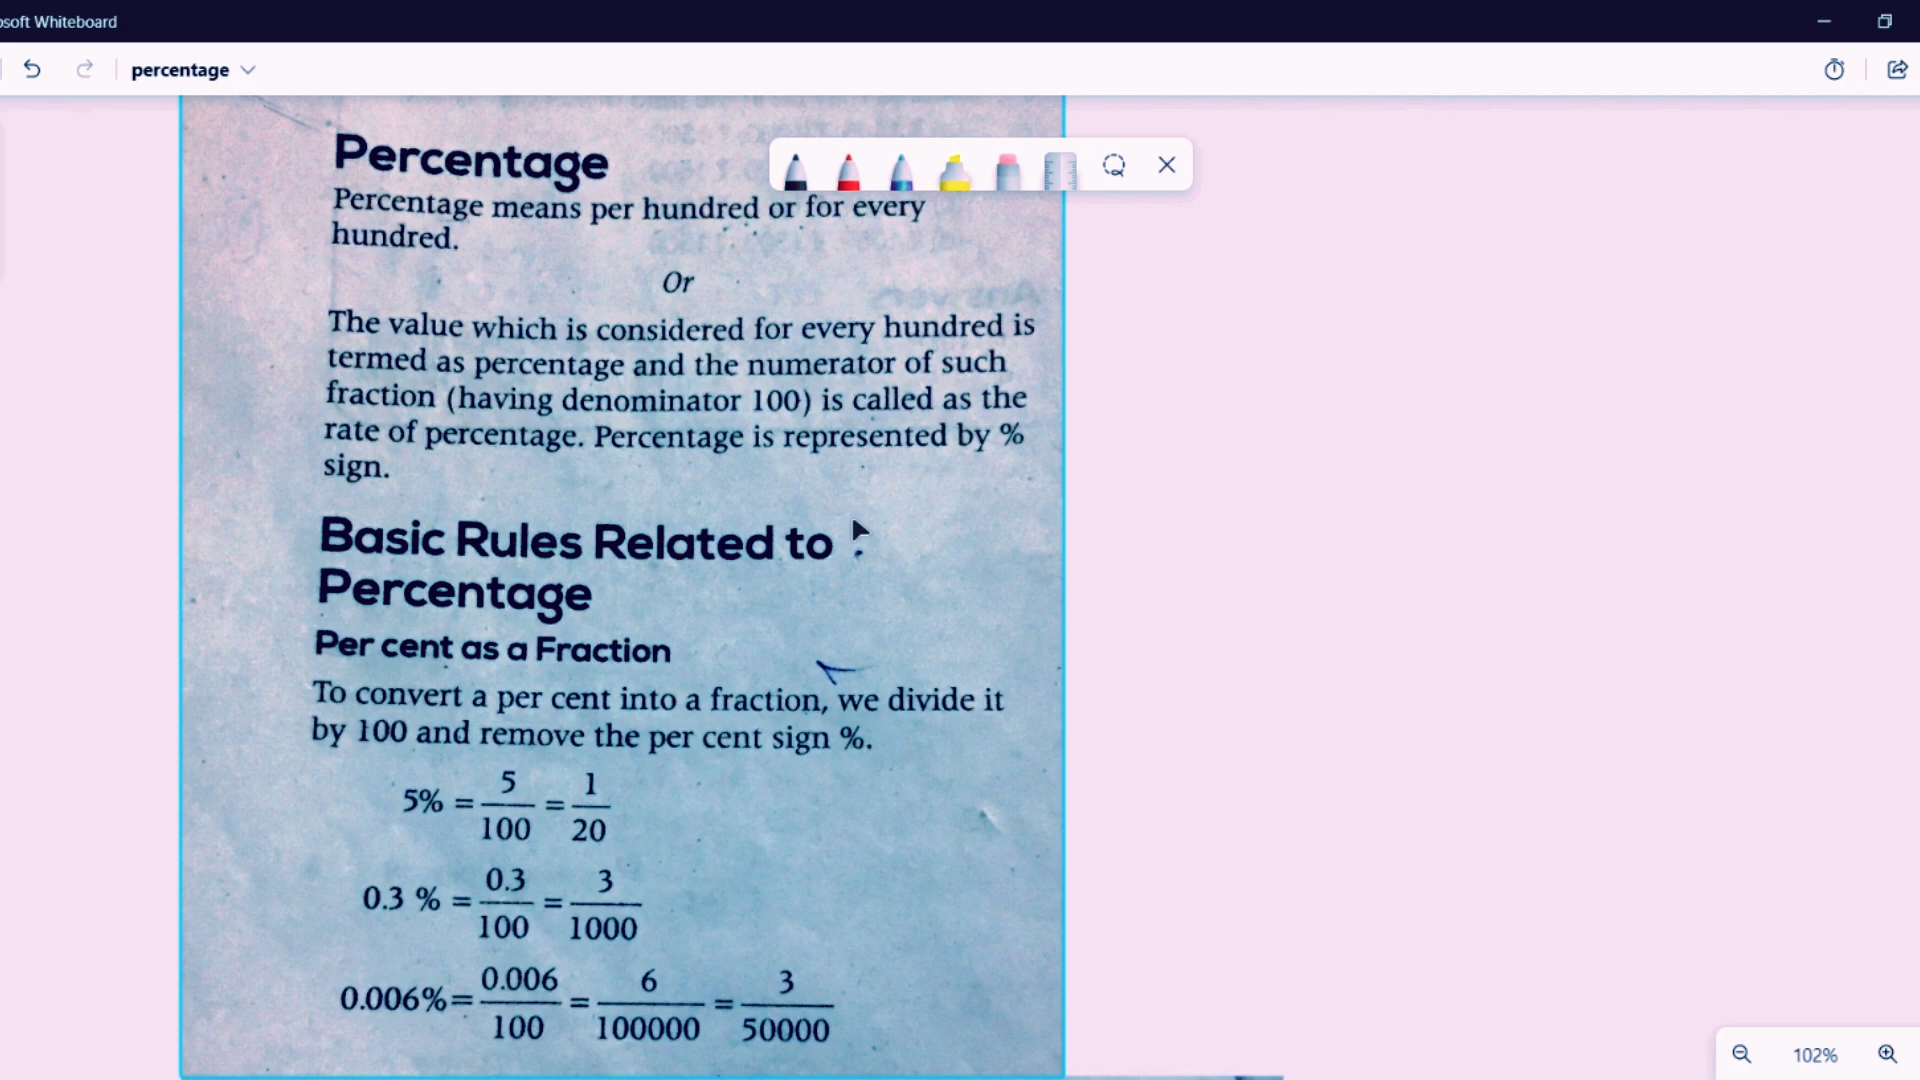 osoft Whiteboard
percentage
Percentage
Percentage means per hundred or for every
hundred.
Or
The value which is considered for every hundred is
termed as percentage and the numerator of such
fraction (having denominator 100) is called as the
rate of percentage. Percentage is represented by %
sign.
Basic Rules Related to
Percentage
Per cent as a Fraction
To convert a per cent into a fraction, we divide it
by 100 and remove the per cent sign %.
5% = 5/100 = 1/20
0.3 % = 0.3/100 = 3/1000
0.006% = 0.006/100 = 6/100000 = 3/50000
102%